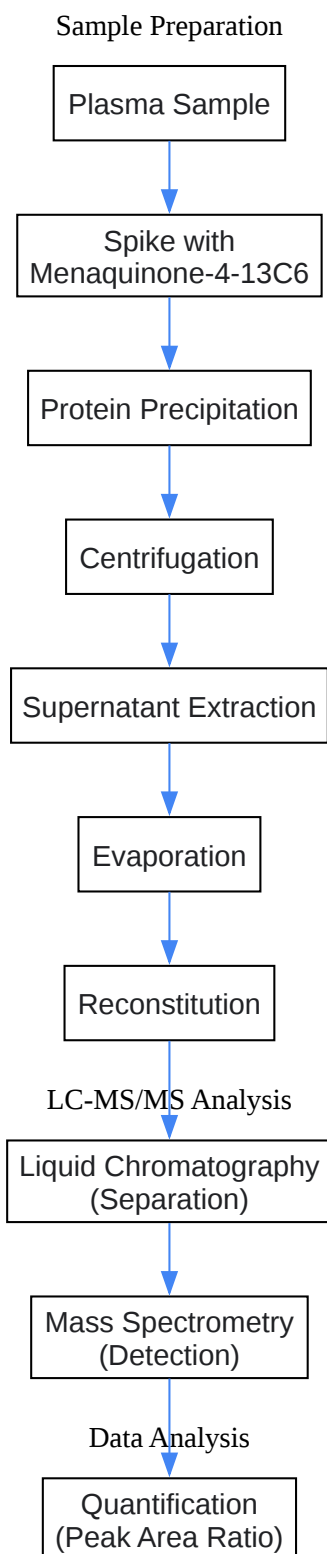 Sample Preparation
Plasma Sample
Spike with
Menaquinone-4-13C6
Protein Precipitation
Centrifugation
Supernatant Extraction
Evaporation
Reconstitution
LC-MS/MS Analysis
Liquid Chromatography
(Separation)
Mass Spectrometry
(Detection)
Data Analysis
Quantification
(Peak Area Ratio)